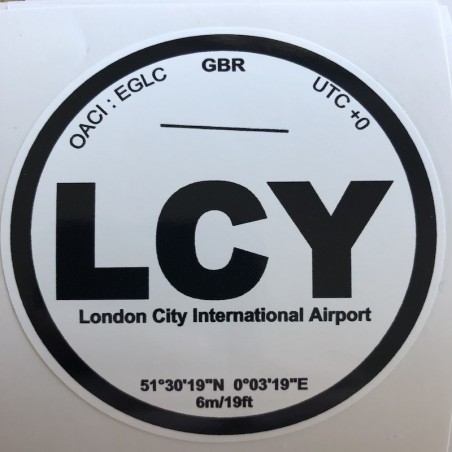 GBR
OACI : EGLC
UTC +0
LCY
London City International Airport
51°30'19"N 0°03'19"E
6m/19ft